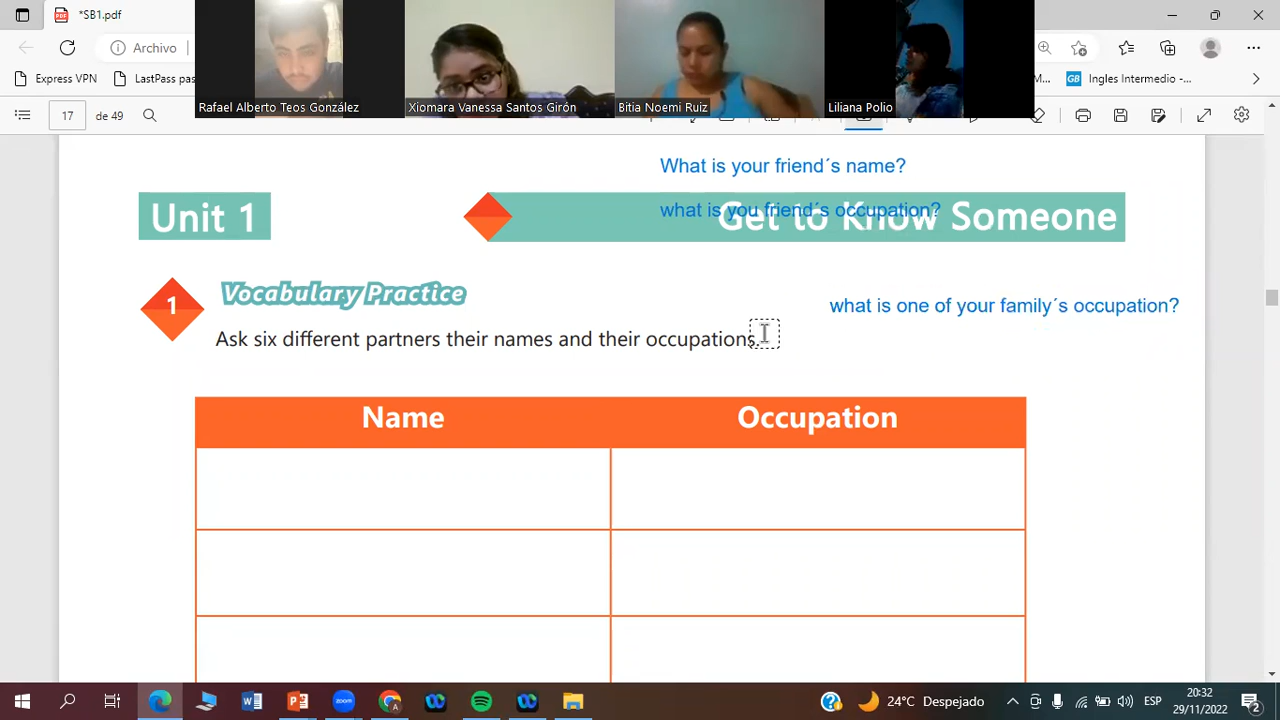 *SB1.pdf
Archivo
Express VPN
LastPass pas
Ingles Intermedio -
Rafael Alberto Teos González
Xiomara Vanessa Santos Girón
Bitia Noemi Ruiz
Liliana Polio
17
de 49
What is your friend´s name?
Unit 1
what is you friend´s occupation?
Get to Know Someone
1
Vocabulary Practice
what is one of your family´s occupation?
Ask six different partners their names and their occupations.
Name
Occupation
24°C Despejado
ESP
20:32
29/11/2022
2